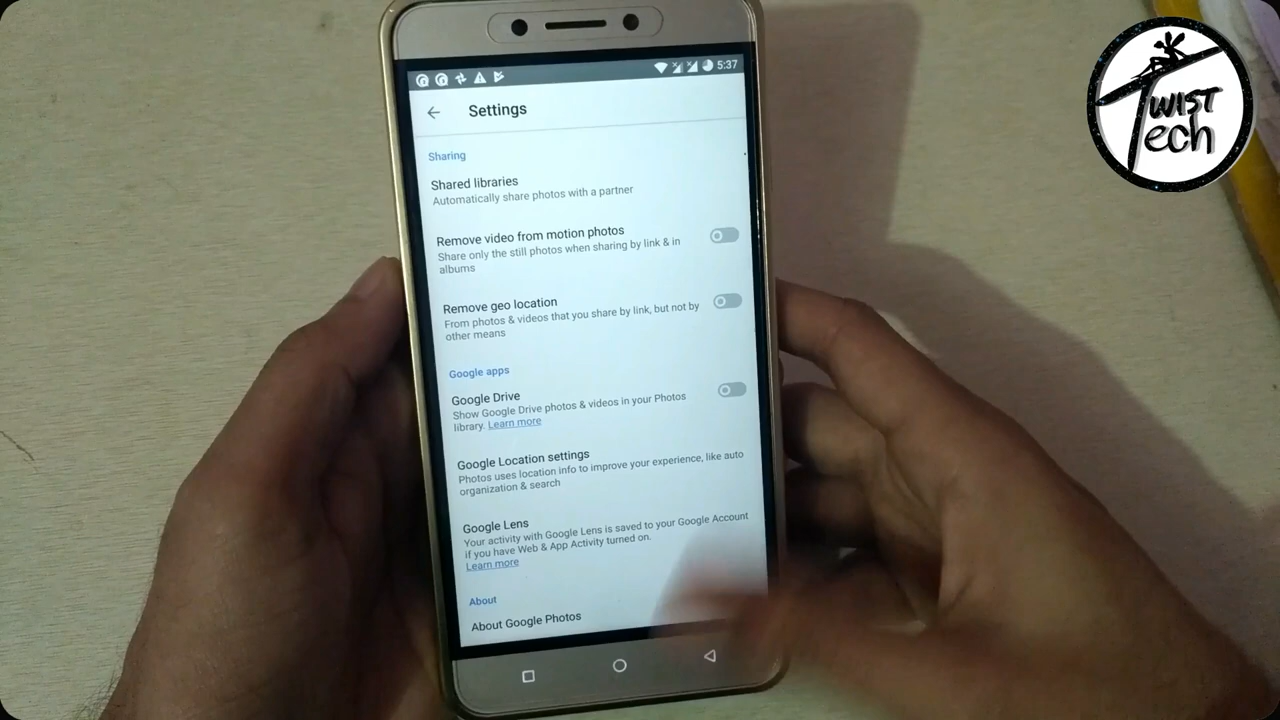 5:37
Settings
Sharing
Shared libraries
Automatically share photos with a partner
Remove video from motion photos
Share only the still photos when sharing by link & in
albums
Remove geo location
From photos & videos that you share by link, but not by
other means
Google apps
Google Drive
Show Google Drive photos & videos in your Photos
library. Learn more
Google Location settings
Photos uses location info to improve your experience, like auto
organization & search
Google Lens
Your activity with Google Lens is saved to your Google Account
if you have Web & App Activity turned on.
Learn more
About
About Google Photos
TWIST
Tech